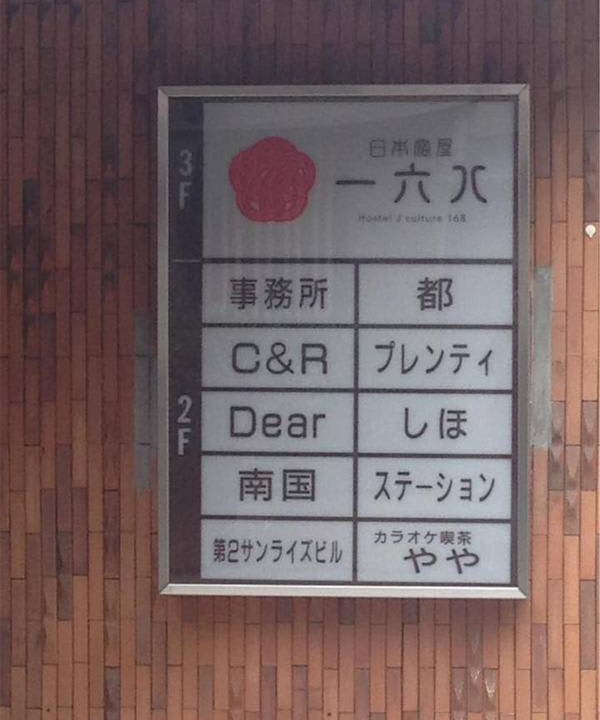 3F
日本宿屋
一六八
Hostel J culture 168
2F
事務所
都
C&R
プレンティ
Dear
しほ
南国
ステーション
第2サンライズビル
カラオケ喫茶
やや